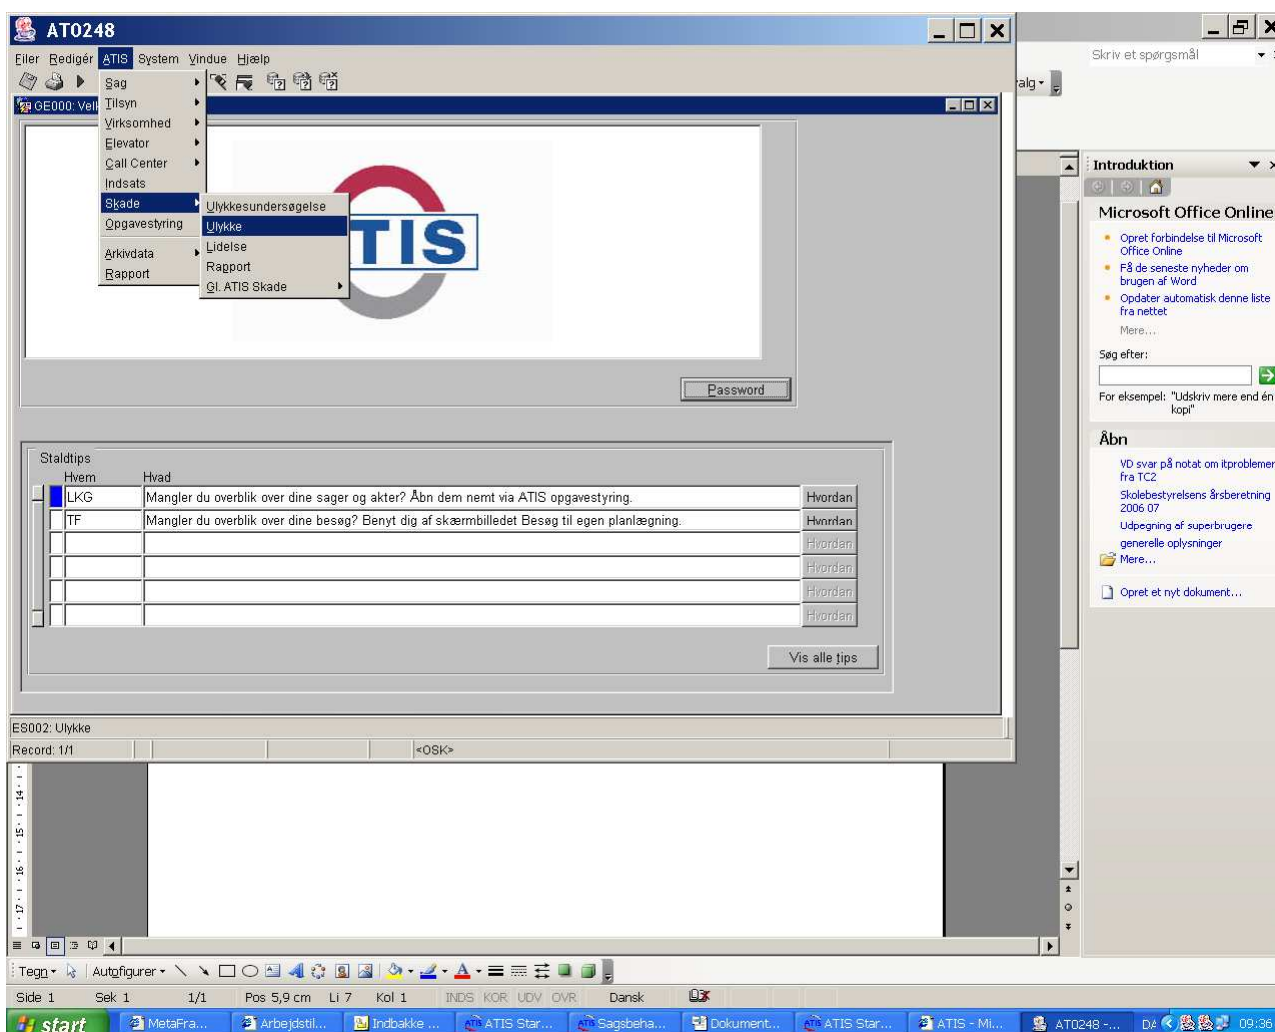 AT0248
Filer Redigér ATIS System Vindue Hjælp
Skriv et spørgsmål
valg
Sag
Tilsyn
Virksomhed
Elevator
Call Center
Indsats
Skade
Opgavestyring
Arkivdata
Rapport
Ulykkesundersøgelse
Ulykke
Lidelse
Rapport
Gl. ATIS Skade
GE000: Velk
TIS
Password
Staldtips
Hvem Hvad
LKG Mangler du overblik over dine sager og akter? Åbn dem nemt via ATIS opgavestyring. Hvordan
TF Mangler du overblik over dine besøg? Benyt dig af skærmbilledet Besøg til egen planlægning. Hvordan
Hvordan
Hvordan
Hvordan
Hvordan
Vis alle tips
ES002: Ulykke
Record: 1/1 <OSK>
Introduktion
Microsoft Office Online
Opret forbindelse til Microsoft
Office Online
Få de seneste nyheder om
brugen af Word
Opdater automatisk denne liste
fra nettet
Mere...
Søg efter:
For eksempel: "Udskriv mere end én
kopi"
Åbn
VD svar på notat om itproblemer
fra TC2
Skolebestyrelsens årsberetning
2006 07
Udpegning af superbrugere
generelle oplysninger
Mere...
Opret et nyt dokument...
14
15
16
17
Tegn Autofigurer
Side 1 Sek 1 1/1 Pos 5,9 cm Li 7 Kol 1 INDS KOR UDV OVR Dansk
start MetaFra... Arbejdstil... Indbakke ... ATIS Star... Sagsbeha... Dokument... ATIS Star... ATIS - Mi... AT0248 -... DA 09:36